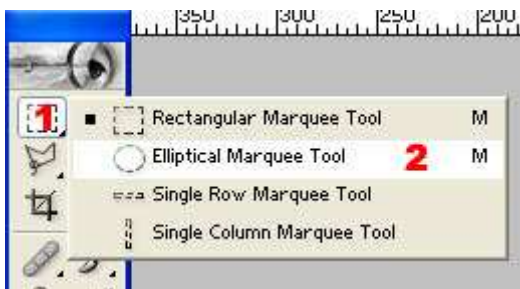 350 300 250 200
1
Rectangular Marquee Tool M
Elliptical Marquee Tool 2 M
Single Row Marquee Tool
Single Column Marquee Tool